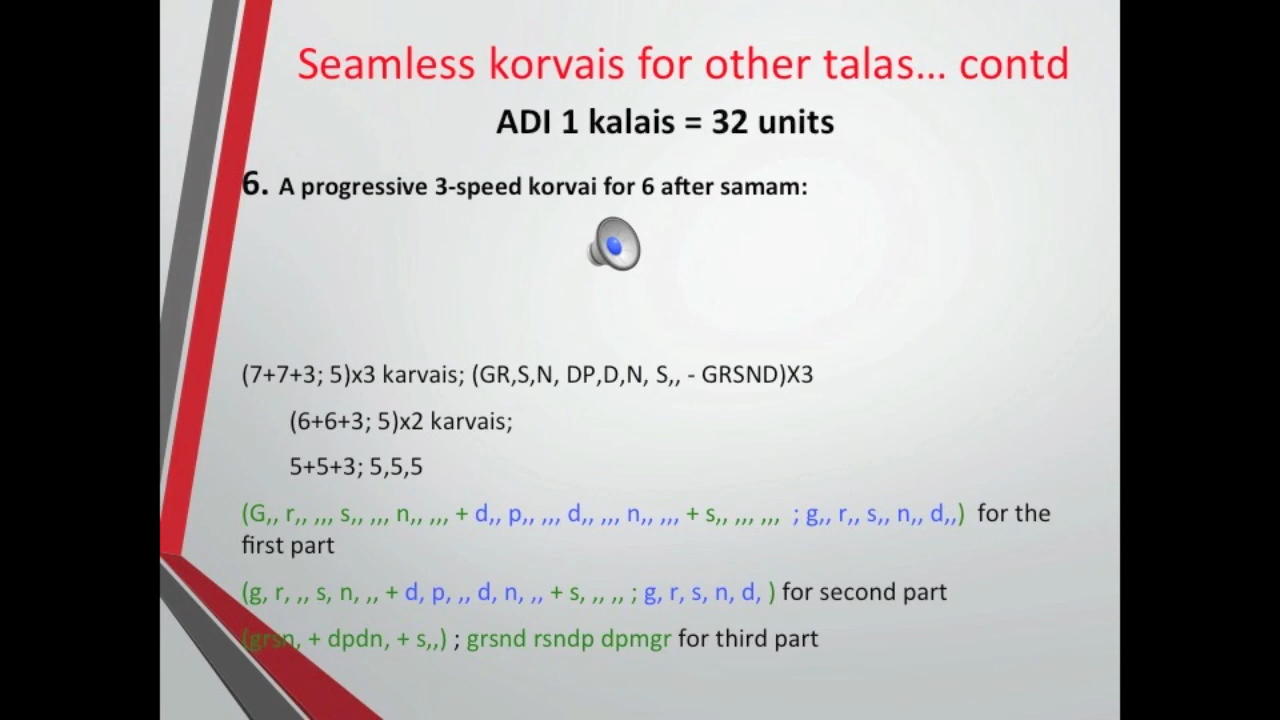 Seamless korvais for other talas... contd
ADI 1 kalais = 32 units
6. A progressive 3-speed korvai for 6 after samam:
(7+7+3; 5)x3 karvais; (GR,S,N, DP,D,N, S,, - GRSND)X3
(6+6+3; 5)x2 karvais;
5+5+3; 5,5,5
(G,, r,, ,,, s,, ,,, n,, ,,, + d,, p,, ,,, d,, ,,, n,, ,,, + s,, ,,, ,,, ; g,, r,, s,, n,, d,,) for the
first part
(g, r, ,, s, n, ,, + d, p, ,, d, n, ,, + s, ,, ,, ; g, r, s, n, d, ) for second part
(grsn, + dpdn, + s,,) ; grsnd rsndp dpmgr for third part